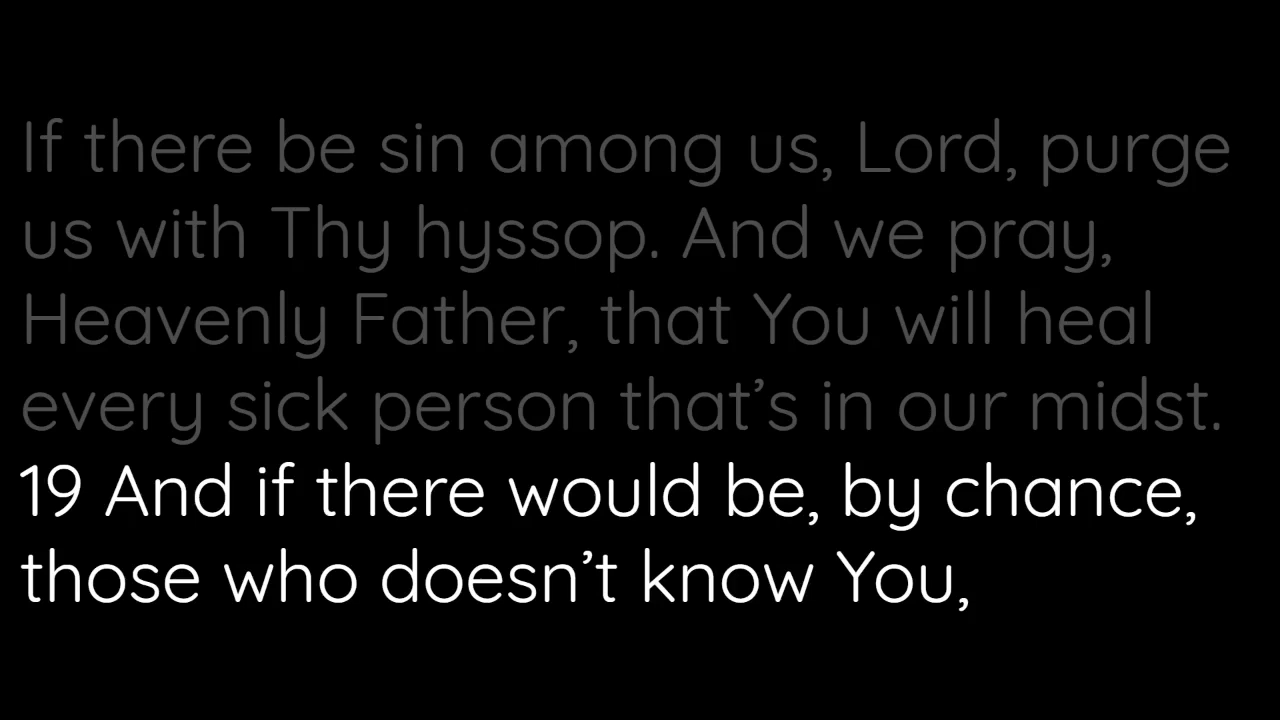 If there be sin among us, Lord, purge
us with Thy hyssop. And we pray,
Heavenly Father, that You will heal
every sick person that’s in our midst.
19 And if there would be, by chance,
those who doesn’t know You,